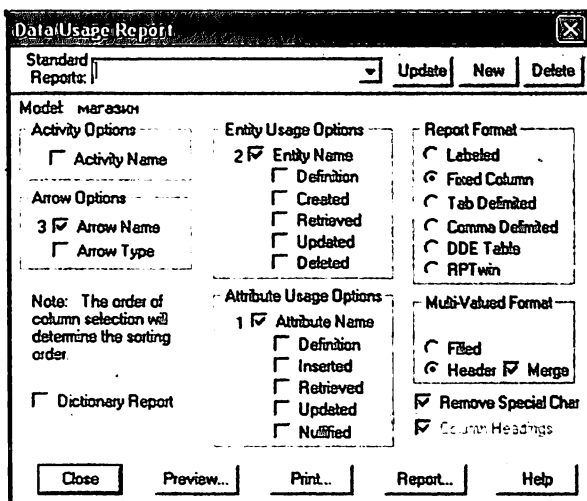 Data Usage Report
Standard Reports:
Update New Delete
Model: магазин
Activity Options
Activity Name
Arrow Options
3 Arrow Name
Arrow Type
Note: The order of
column selection will
determine the sorting
order.
Dictionary Report
Entity Usage Options
2 Entity Name
Definition
Created
Retrieved
Updated
Deleted
Attribute Usage Options
1 Attribute Name
Definition
Inserted
Retrieved
Updated
Nullified
Report Format
Labeled
Fixed Column
Tab Delimited
Comma Delimited
DDE Table
RPTwin
Multi-Valued Format
Filled
Header Merge
Remove Special Char
Column Headings
Close Preview... Print... Report... Help